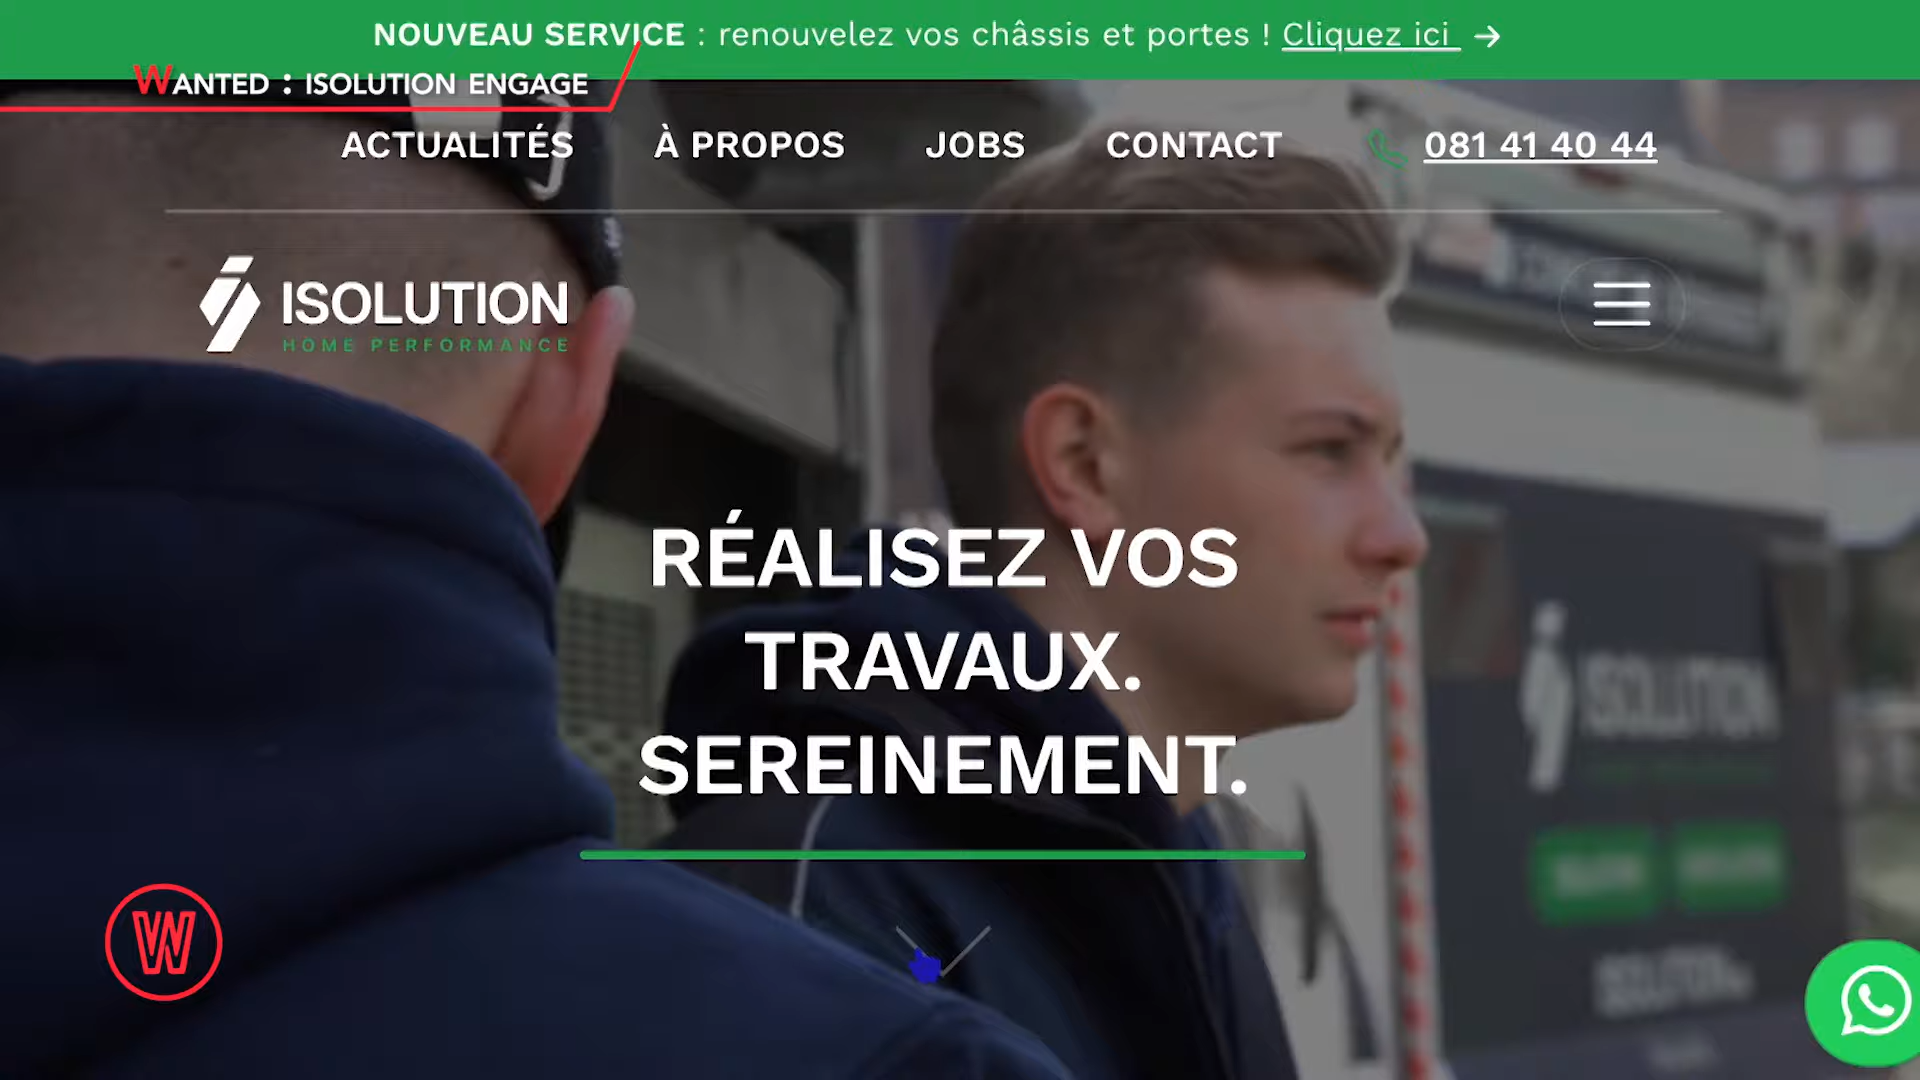 NOUVEAU SERVICE : renouvelez vos châssis et portes ! Cliquez ici →
WANTED : ISOLUTION ENGAGE
ACTUALITÉS À PROPOS JOBS CONTACT 081 41 40 44
ISOLUTION
HOME PERFORMANCE
RÉALISEZ VOS
TRAVAUX.
SEREINEMENT.
ISOLUTION
W